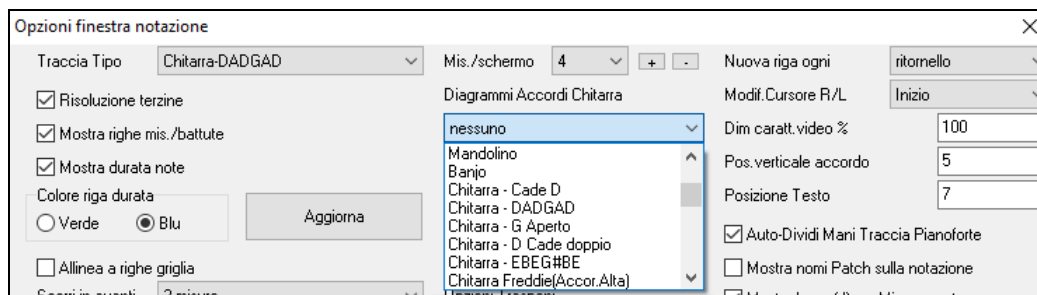 Opzioni finestra notazione
Traccia Tipo
Chitarra-DADGAD
Risoluzione terzine
Mostra righe mis./battute
Mostra durata note
Colore riga durata
Verde
Blu
Aggiorna
Allinea a righe griglia
Mis./schermo
4
+
-
Diagrammi Accordi Chitarra
nessuno
Mandolino
Banjo
Chitarra - Cade D
Chitarra - DADGAD
Chitarra - G Aperto
Chitarra - D Cade doppio
Chitarra - EBEG#BE
Chitarra Freddie(Accor.Alta)
Nuova riga ogni
ritornello
Modif.Cursore R/L
Inizio
Dim caratt.video %
100
Pos.verticale accordo
5
Posizione Testo
7
Auto-Dividi Mani Traccia Pianoforte
Mostra nomi Patch sulla notazione